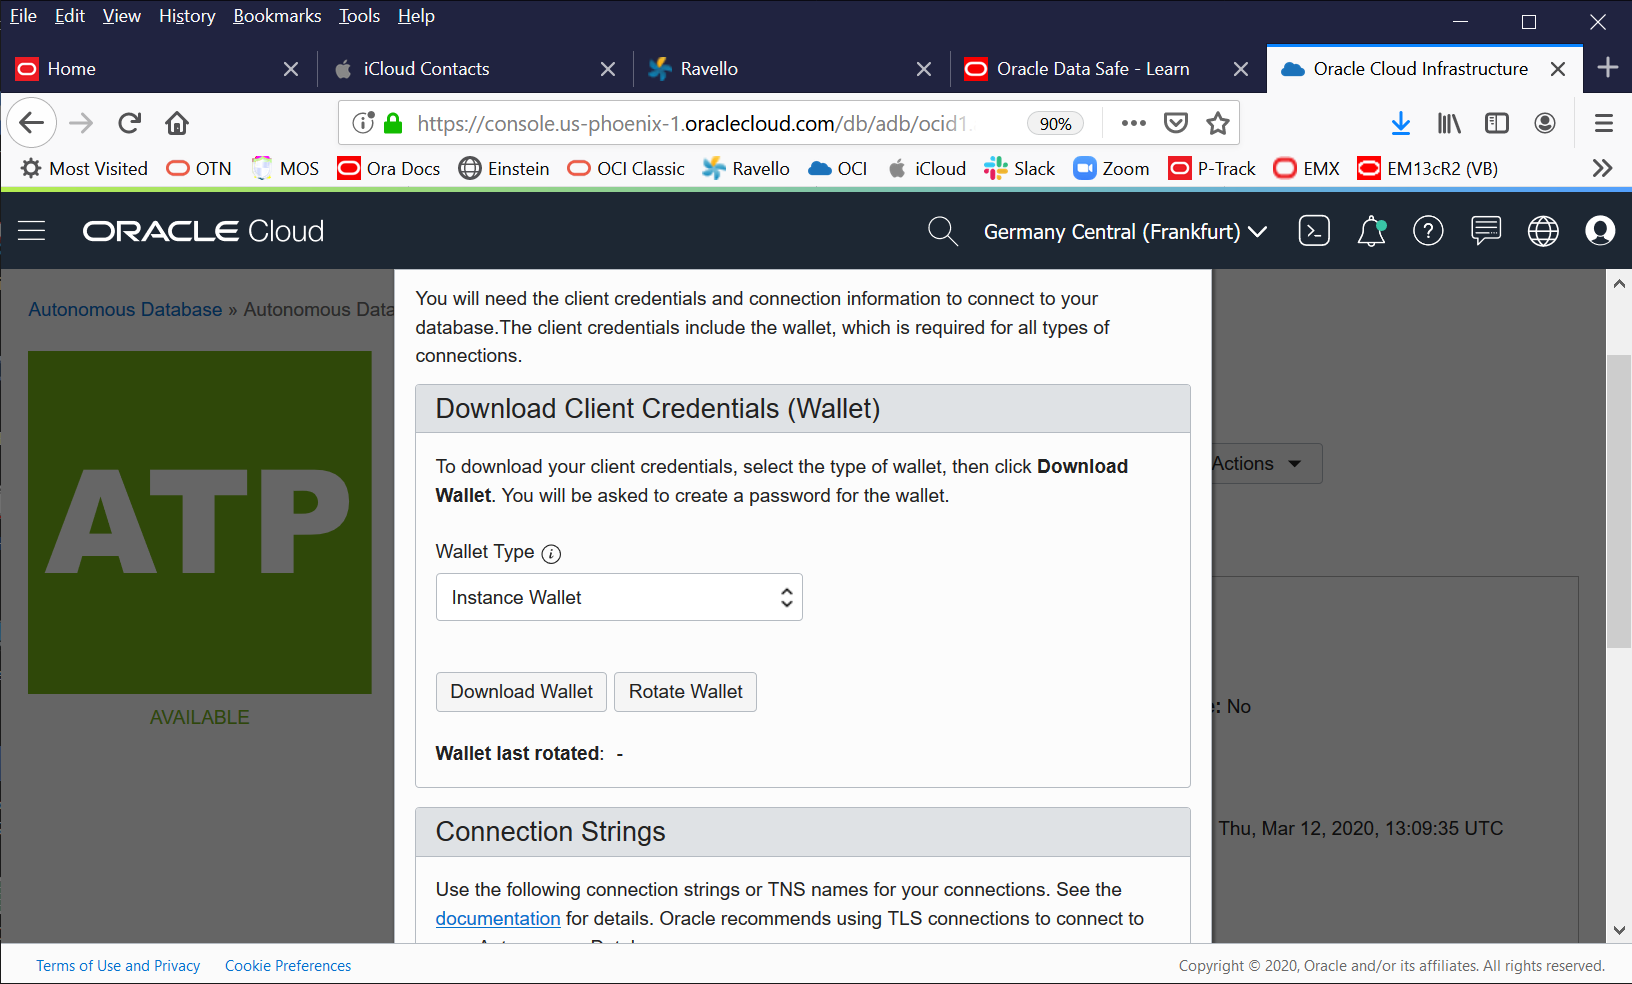 File Edit View History Bookmarks Tools Help
Home iCloud Contacts Ravello Oracle Data Safe - Learn Oracle Cloud Infrastructure
https://console.us-phoenix-1.oraclecloud.com/db/adb/ocid1. 90%
Most Visited OTN MOS Ora Docs Einstein OCI Classic Ravello OCI iCloud Slack Zoom P-Track EMX EM13cR2 (VB)
ORACLE Cloud Germany Central (Frankfurt)
Autonomous Database » Autonomous Data
ATP
AVAILABLE
You will need the client credentials and connection information to connect to your
database.The client credentials include the wallet, which is required for all types of
connections.
Download Client Credentials (Wallet)
To download your client credentials, select the type of wallet, then click Download
Wallet. You will be asked to create a password for the wallet.
Wallet Type
Instance Wallet
Download Wallet Rotate Wallet
Wallet last rotated: -
Connection Strings
Use the following connection strings or TNS names for your connections. See the
documentation for details. Oracle recommends using TLS connections to connect to
Actions
: No
Thu, Mar 12, 2020, 13:09:35 UTC
Terms of Use and Privacy Cookie Preferences
Copyright © 2020, Oracle and/or its affiliates. All rights reserved.